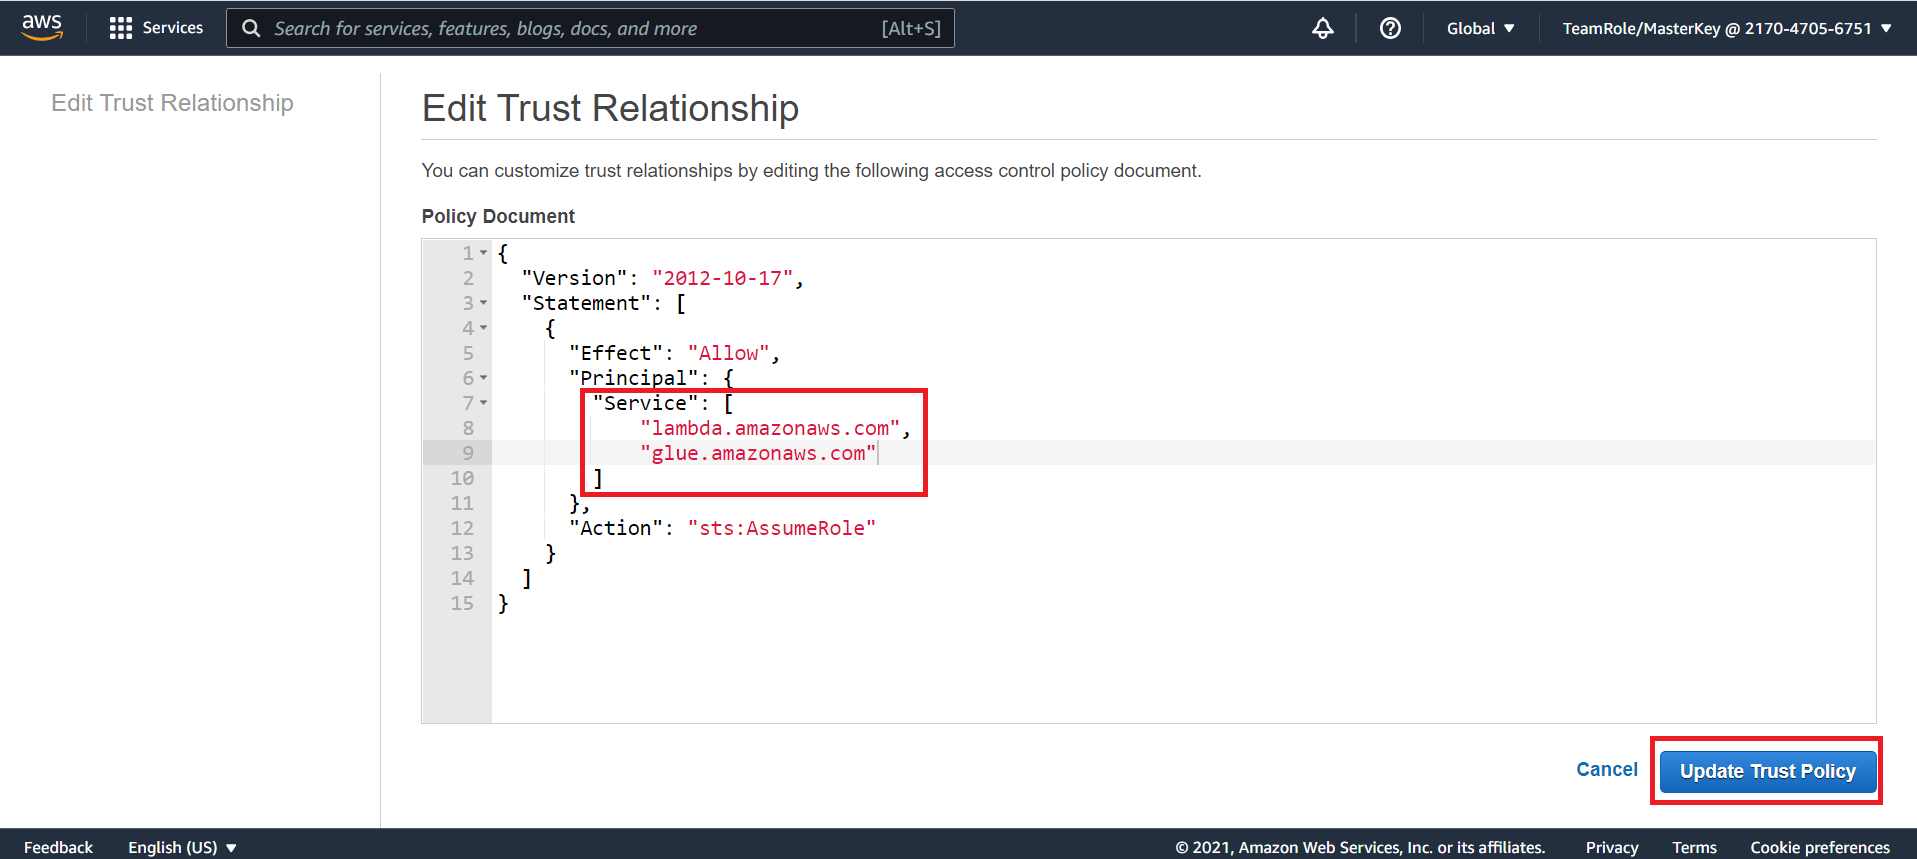 aws
Services
Search for services, features, blogs, docs, and more
[Alt+S]
Global
TeamRole/MasterKey @ 2170-4705-6751
Edit Trust Relationship
Edit Trust Relationship
You can customize trust relationships by editing the following access control policy document.
Policy Document
1 {
2 "Version": "2012-10-17",
3 "Statement": [
4 {
5 "Effect": "Allow",
6 "Principal": {
7 "Service": [
8 "lambda.amazonaws.com",
9 "glue.amazonaws.com"
10 ]
11 },
12 "Action": "sts:AssumeRole"
13 }
14 ]
15 }
Cancel
Update Trust Policy
Feedback
English (US)
© 2021, Amazon Web Services, Inc. or its affiliates.
Privacy
Terms
Cookie preferences